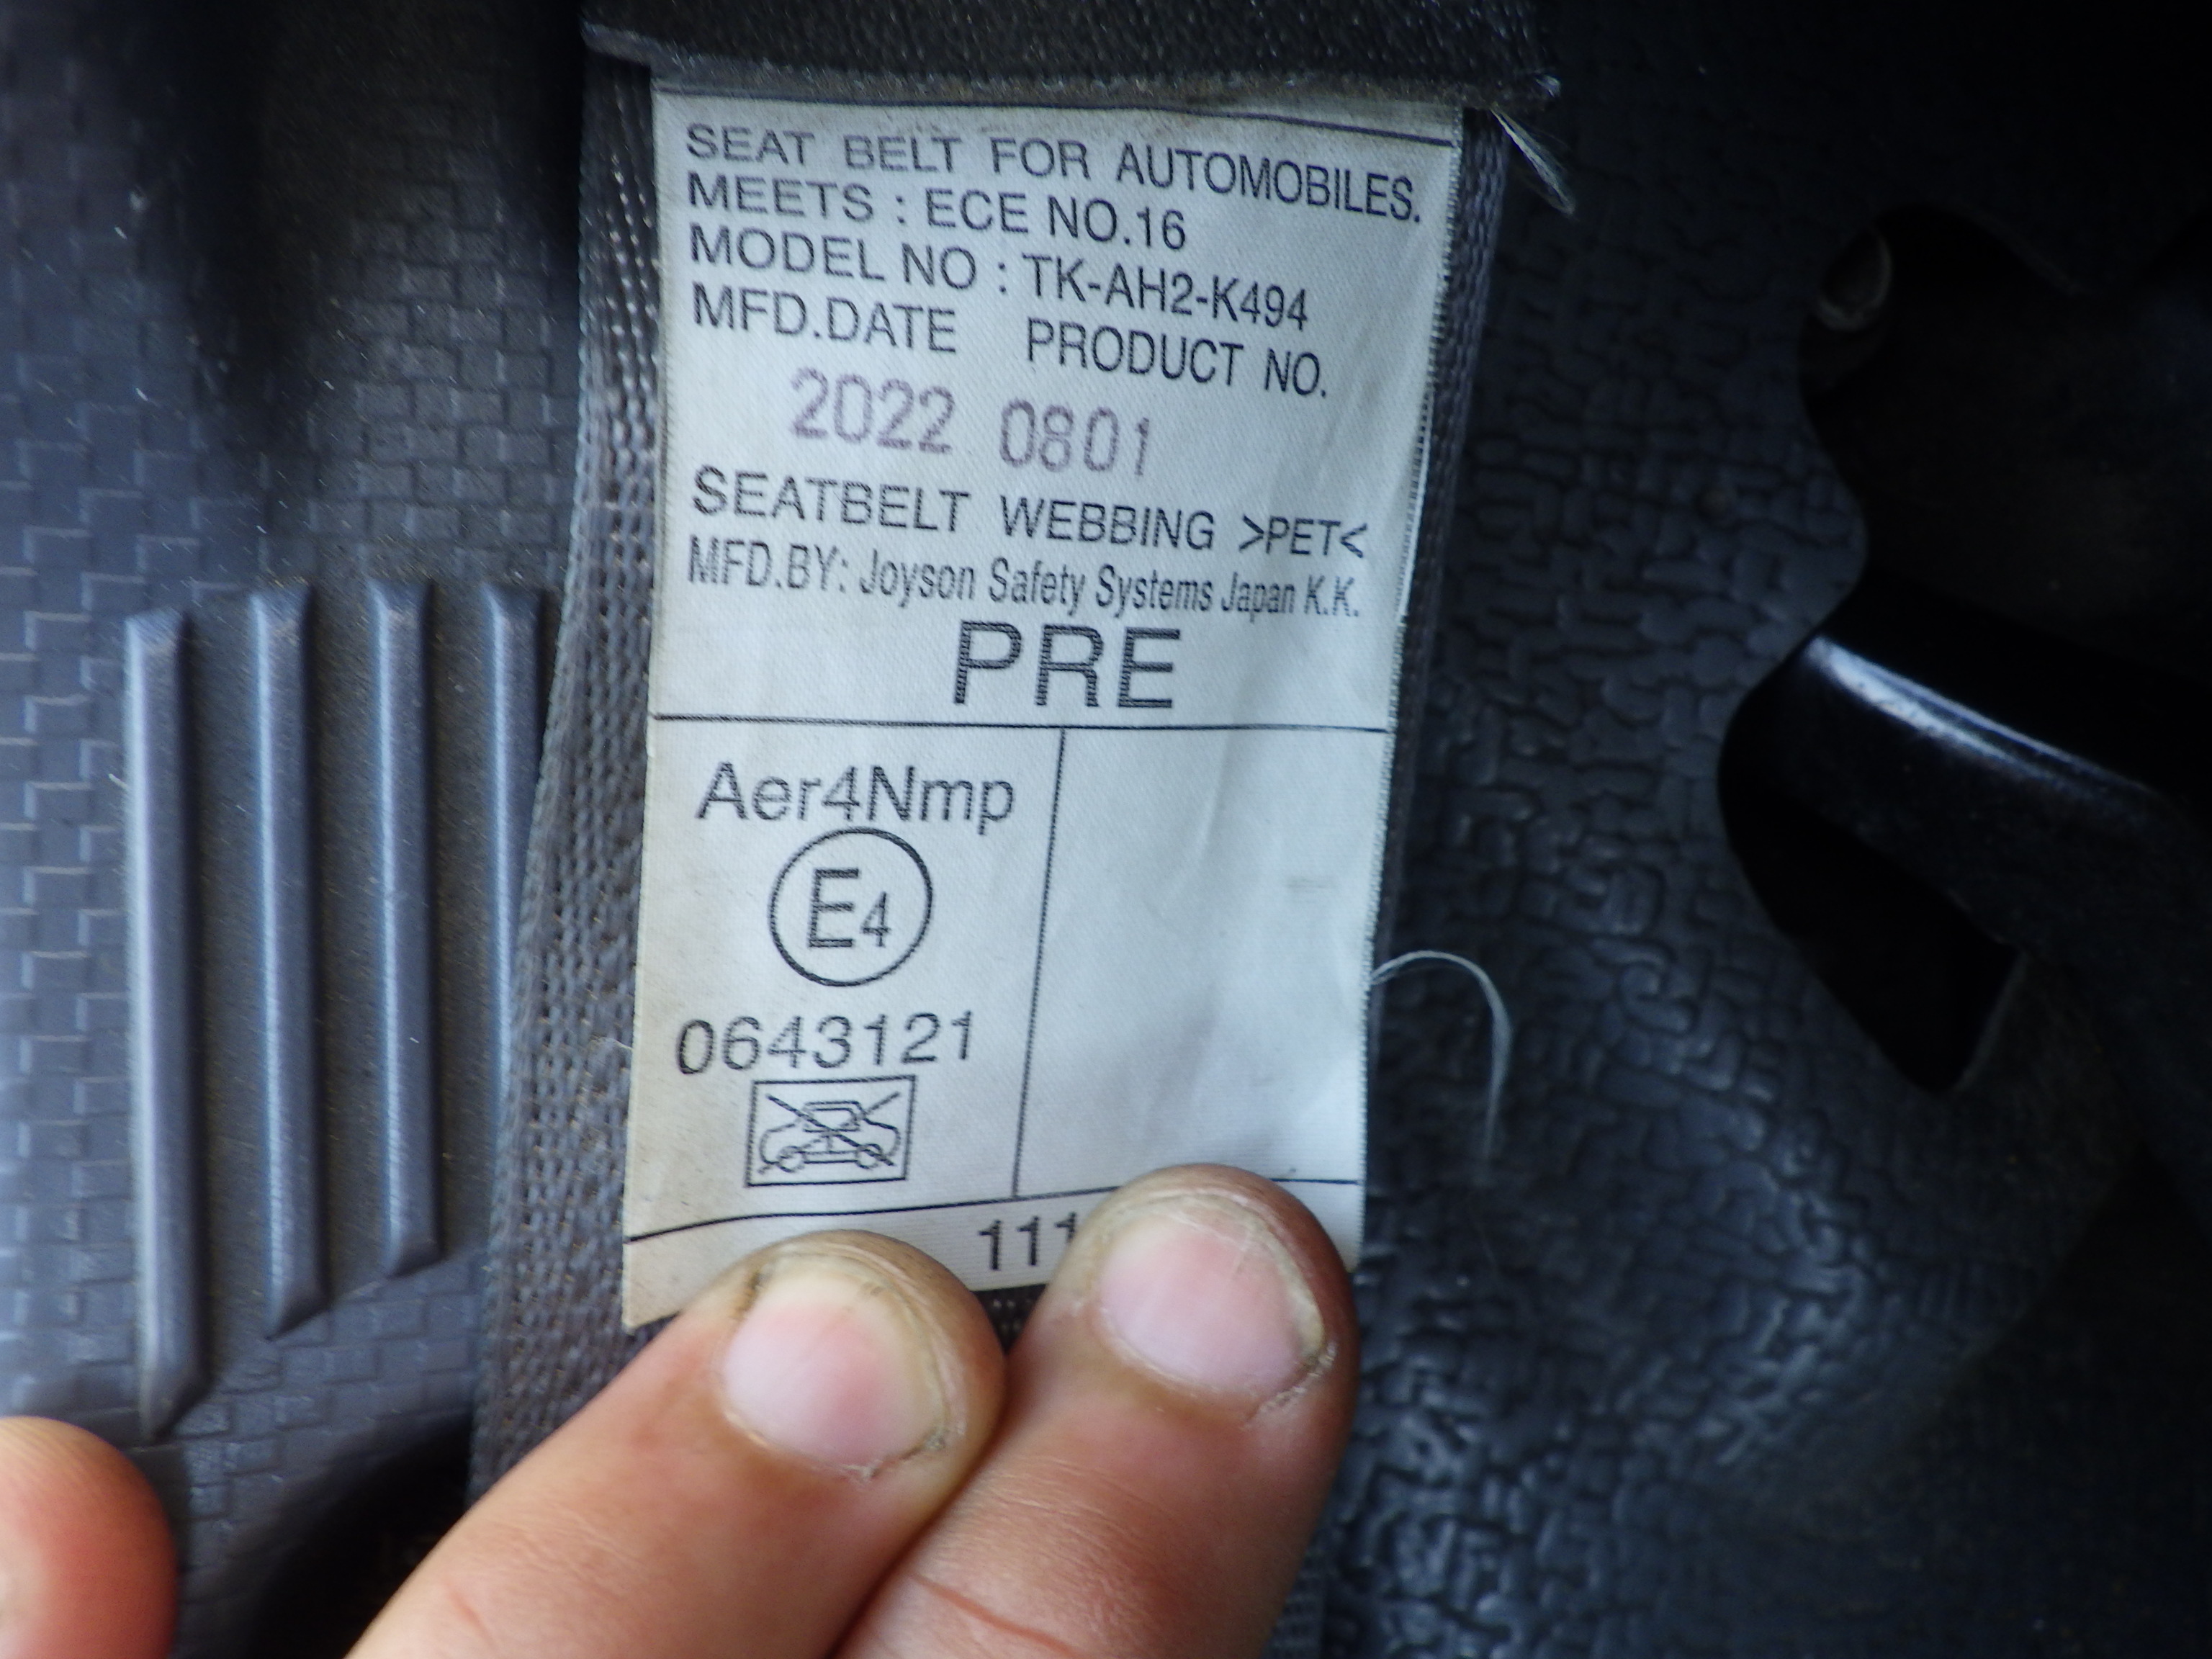 SEAT BELT FOR AUTOMOBILES.
MEETS : ECE NO.16
MODEL NO : TK-AH2-K494
MFD.DATE PRODUCT NO.
2022 0801
SEATBELT WEBBING >PET<
MFD.BY: Joyson Safety Systems Japan K.K.
PRE
Aer4Nmp
E4
0643121